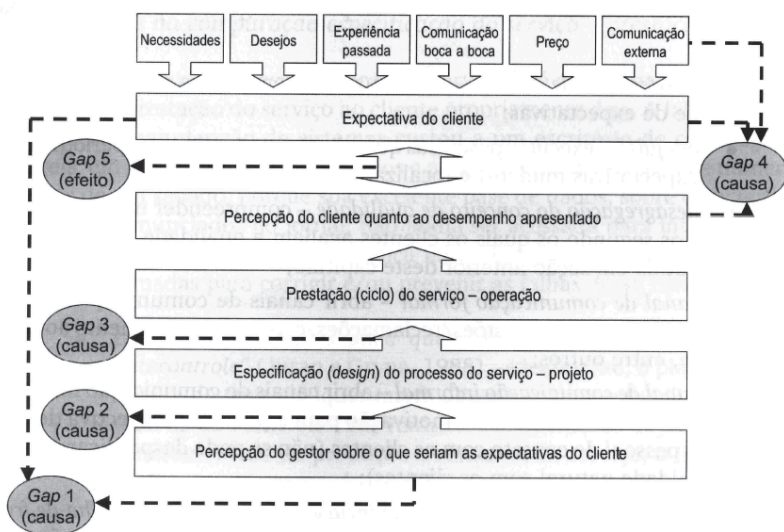 Necessidades
Desejos
Experiência
passada
Comunicação
boca a boca
Preço
Comunicação
externa
Expectativa do cliente
Gap 5
(efeito)
Gap 4
(causa)
Percepção do cliente quanto ao desempenho apresentado
Prestação (ciclo) do serviço – operação
Gap 3
(causa)
Especificação (design) do processo do serviço – projeto
Gap 2
(causa)
Percepção do gestor sobre o que seriam as expectativas do cliente
Gap 1
(causa)